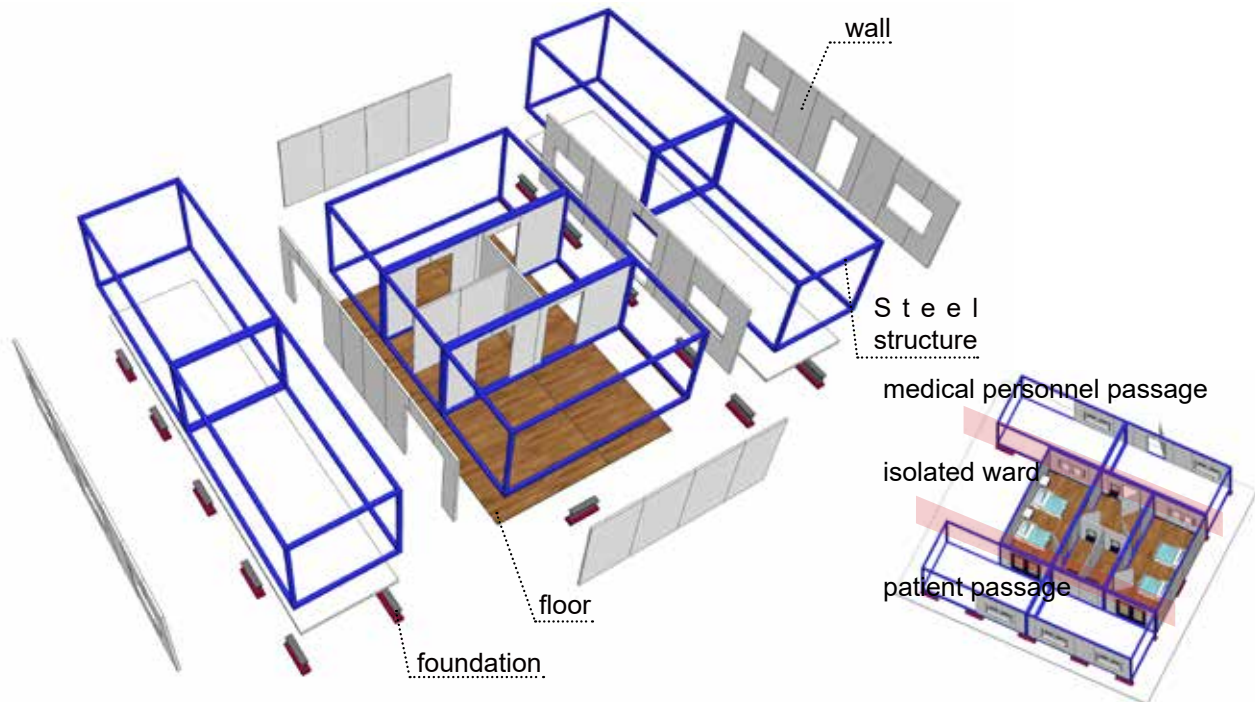 wall
S t e e l
structure
medical personnel passage
isolated ward
patient passage
floor
foundation